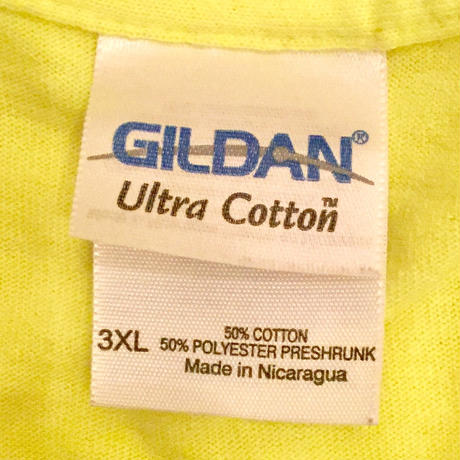 GILDAN®
Ultra Cotton™
3XL
50% COTTON
50% POLYESTER PRESHRUNK
Made in Nicaragua